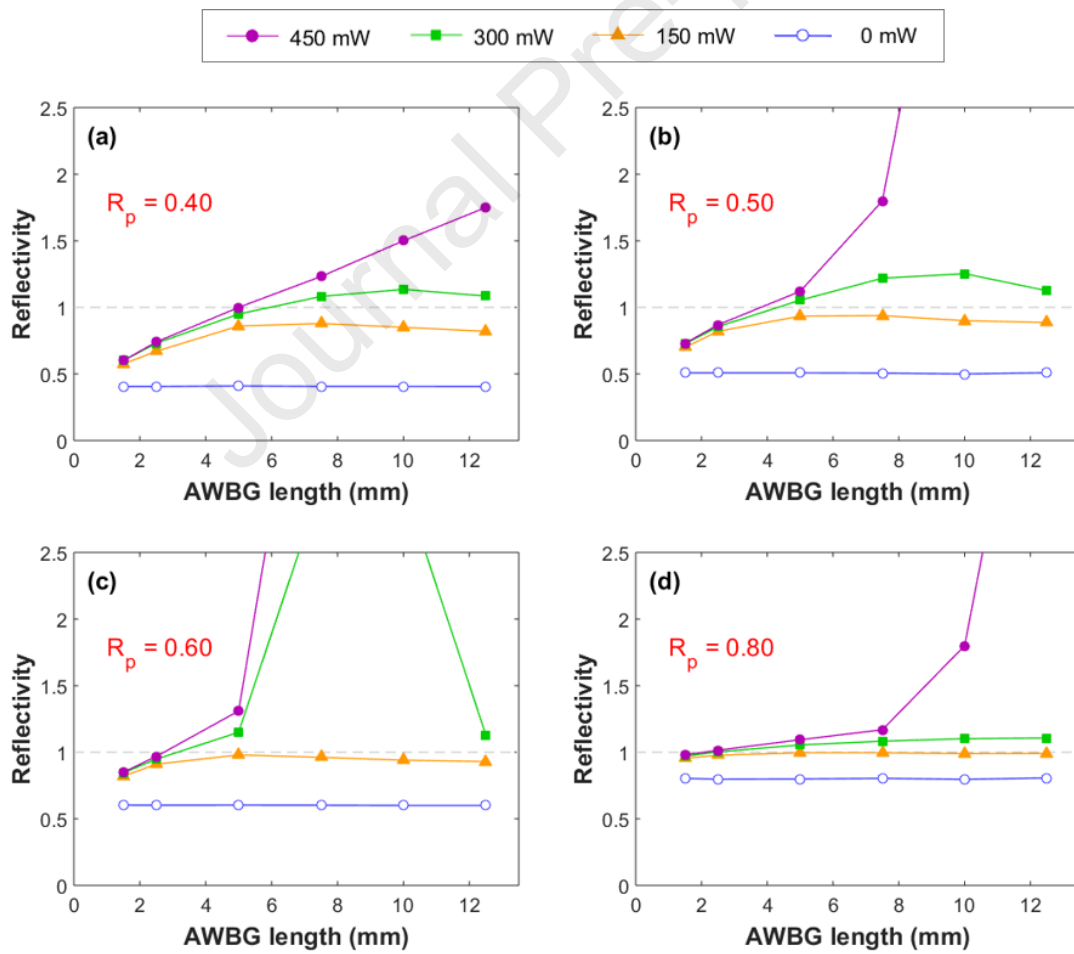 450 mW 300 mW 150 mW 0 mW
Journal Pre
(a)
R_p = 0.40
Reflectivity
2.5
2
1.5
1
0.5
0
0 2 4 6 8 10 12
AWBG length (mm)
(b)
R_p = 0.50
Reflectivity
2.5
2
1.5
1
0.5
0
0 2 4 6 8 10 12
AWBG length (mm)
(c)
R_p = 0.60
Reflectivity
2.5
2
1.5
1
0.5
0
0 2 4 6 8 10 12
AWBG length (mm)
(d)
R_p = 0.80
Reflectivity
2.5
2
1.5
1
0.5
0
0 2 4 6 8 10 12
AWBG length (mm)